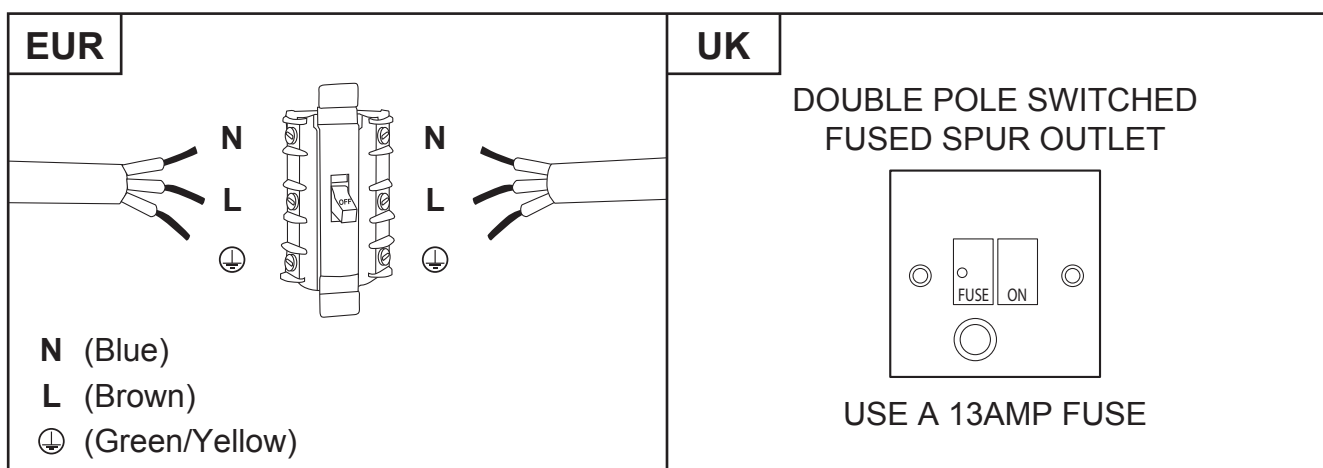 EUR
N
L
N
L
OFF
N (Blue)
L (Brown)
⏚ (Green/Yellow)
UK
DOUBLE POLE SWITCHED
FUSED SPUR OUTLET
FUSE ON
USE A 13AMP FUSE